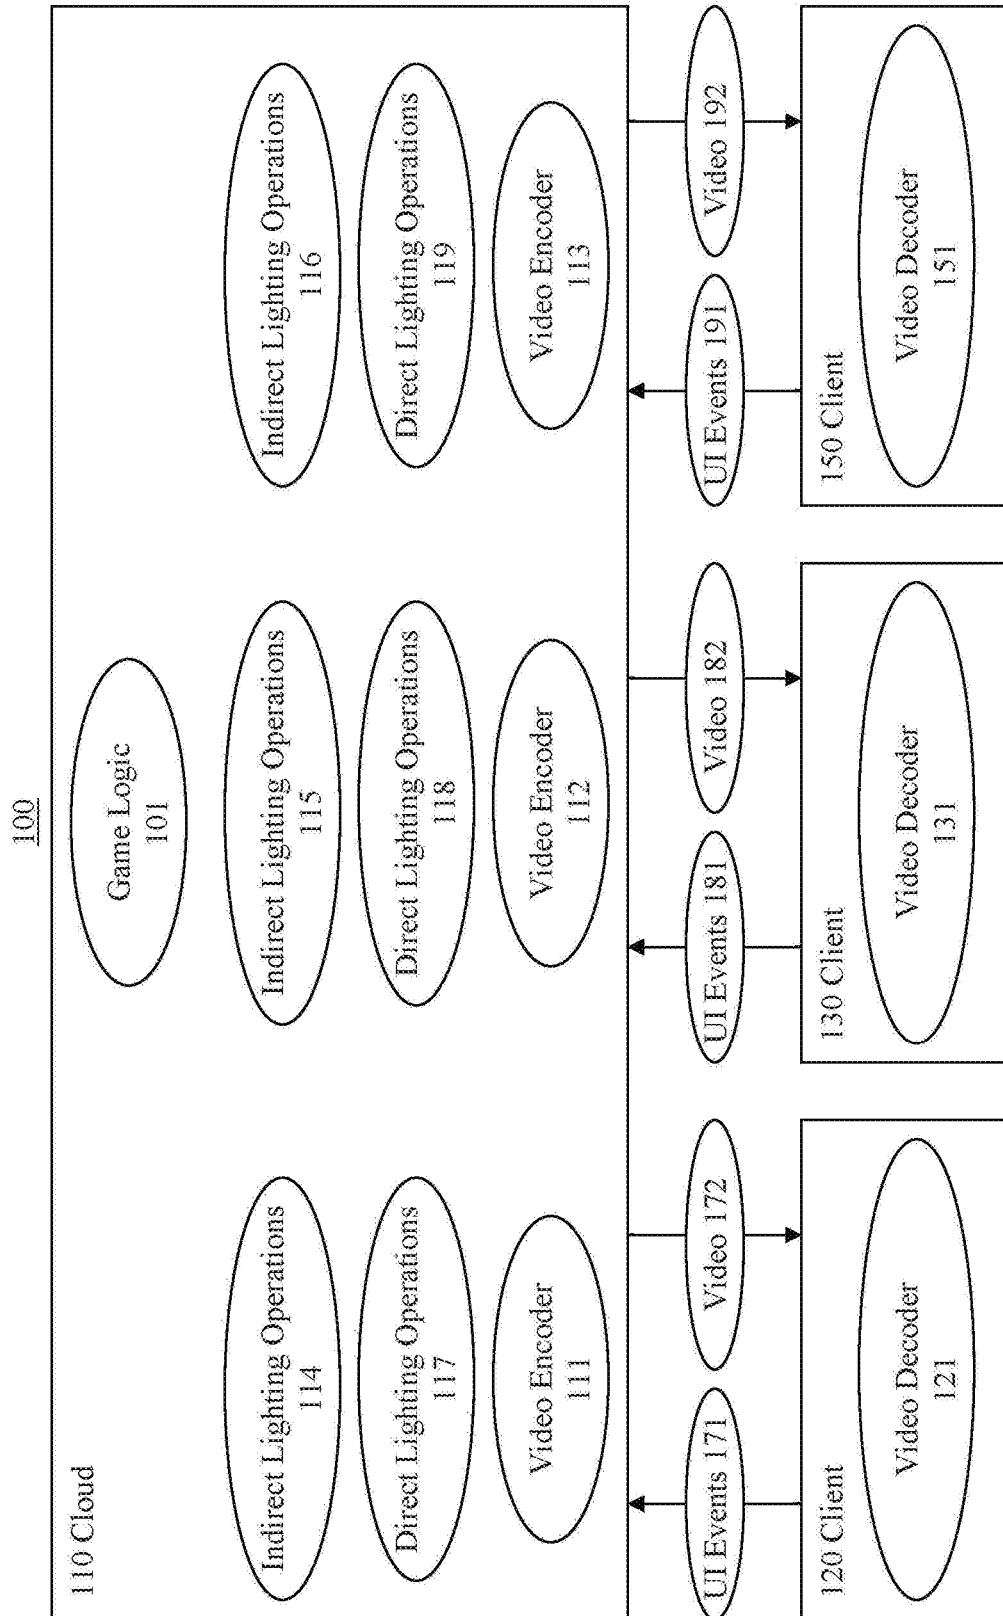 100
110 Cloud
Game Logic
101
Indirect Lighting Operations
114
Indirect Lighting Operations
115
Indirect Lighting Operations
116
Direct Lighting Operations
117
Direct Lighting Operations
118
Direct Lighting Operations
119
Video Encoder
111
Video Encoder
112
Video Encoder
113
UI Events 171
Video 172
UI Events 181
Video 182
UI Events 191
Video 192
120 Client
Video Decoder
121
130 Client
Video Decoder
131
150 Client
Video Decoder
151